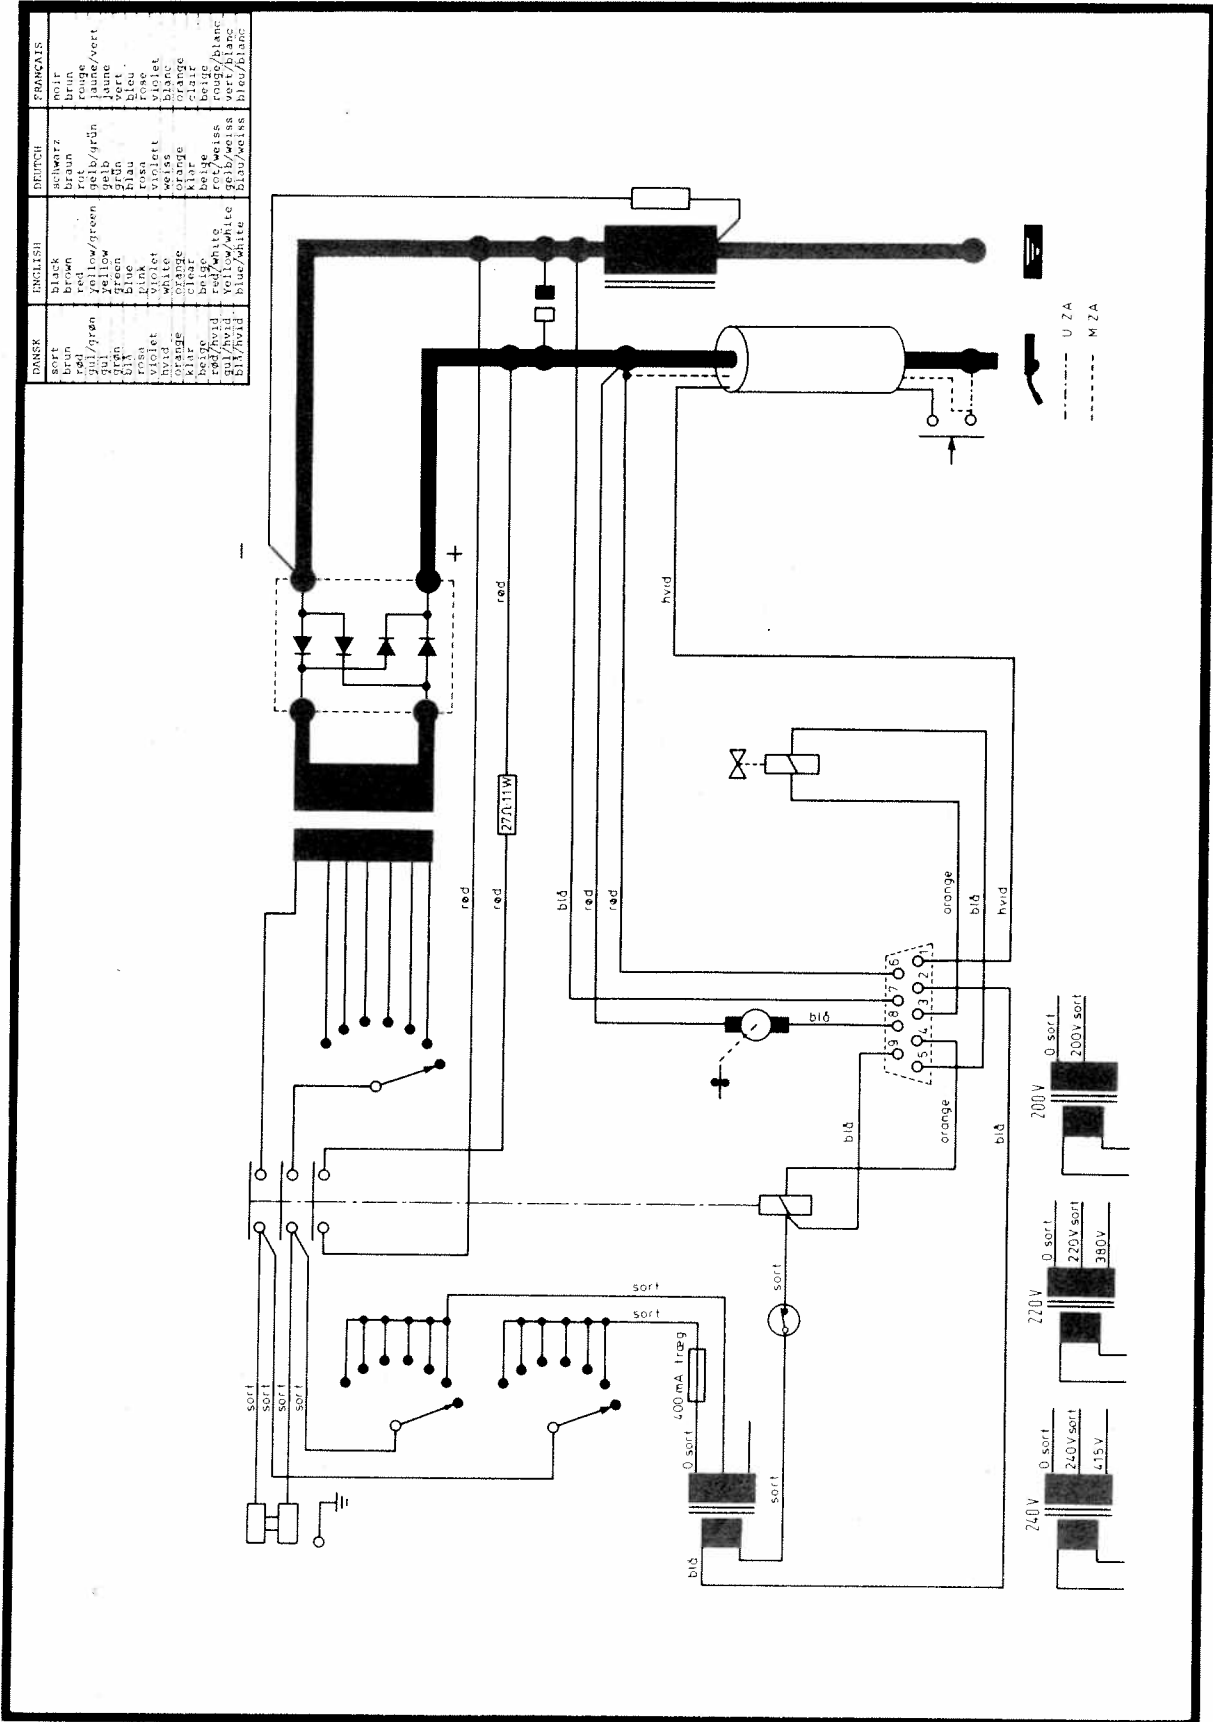 DANSK ENGLISH DEUTCH FRANÇAIS
sort black schwarz noir
brun brown braun brun
rød red rot rouge
gul/grøn yellow/green gelb/grün jaune/vert
gul yellow gelb jaune
grøn green grün vert
blå blue blau bleu
rosa pink rosa rose
violet violet violett violet
hvid white weiss blanc
orange orange orange orange
klar clear klar clair
beige beige beige beige
rød/hvid red/white rot/weiss rouge/blanc
gul/hvid yellow/white gelb/weiss vert/blanc
blå/hvid blue/white blau/weiss bleu/blanc
−
+
rød
rød
27Ω 11W
rød
blå
rød
rød
hvid
orange
blå
hvid
U ZA
M ZA
sort
sort
sort
sort
sort
sort
400 mA træg
0 sort
sort
sort
blå
blå
blå
orange
blå
6
7
8
9
1
2
3
4
5
240V
0 sort
240V sort
415V
220V
0 sort
220V sort
380V
200V
0 sort
200V sort